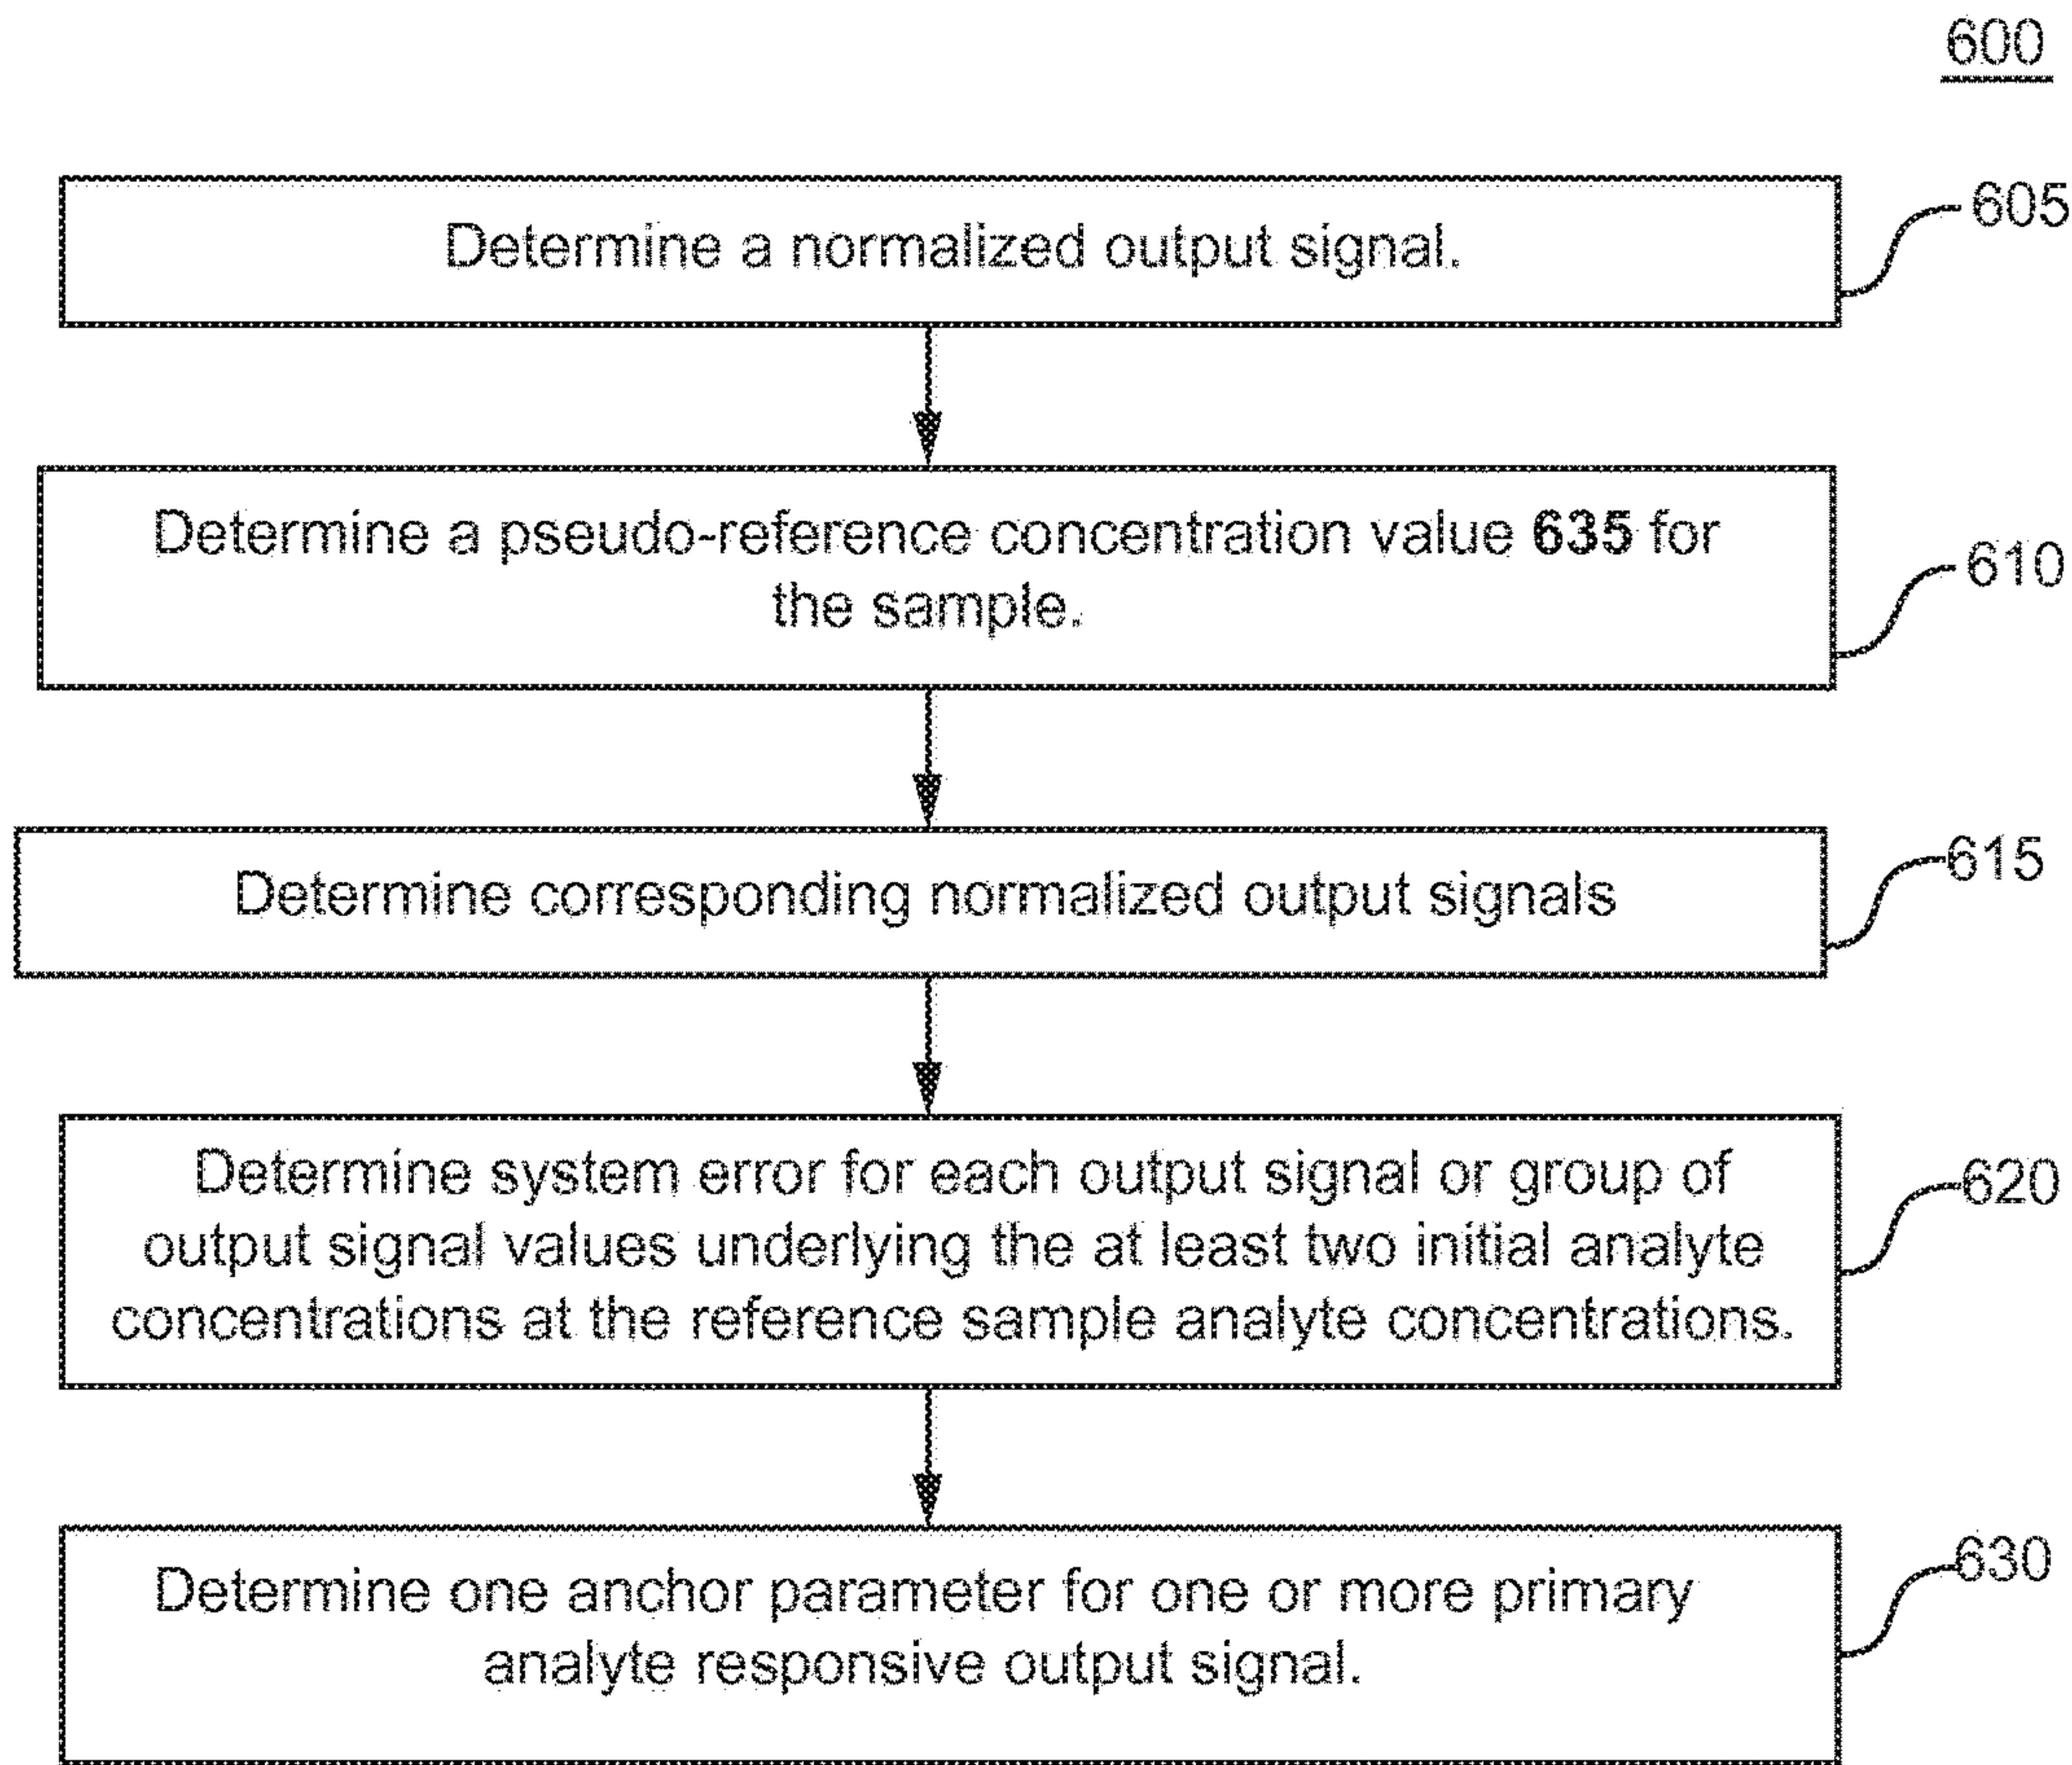 600
Determine a normalized output signal.
605
Determine a pseudo-reference concentration value 635 for
the sample.
610
Determine corresponding normalized output signals
615
Determine system error for each output signal or group of
output signal values underlying the at least two initial analyte
concentrations at the reference sample analyte concentrations.
620
Determine one anchor parameter for one or more primary
analyte responsive output signal.
630